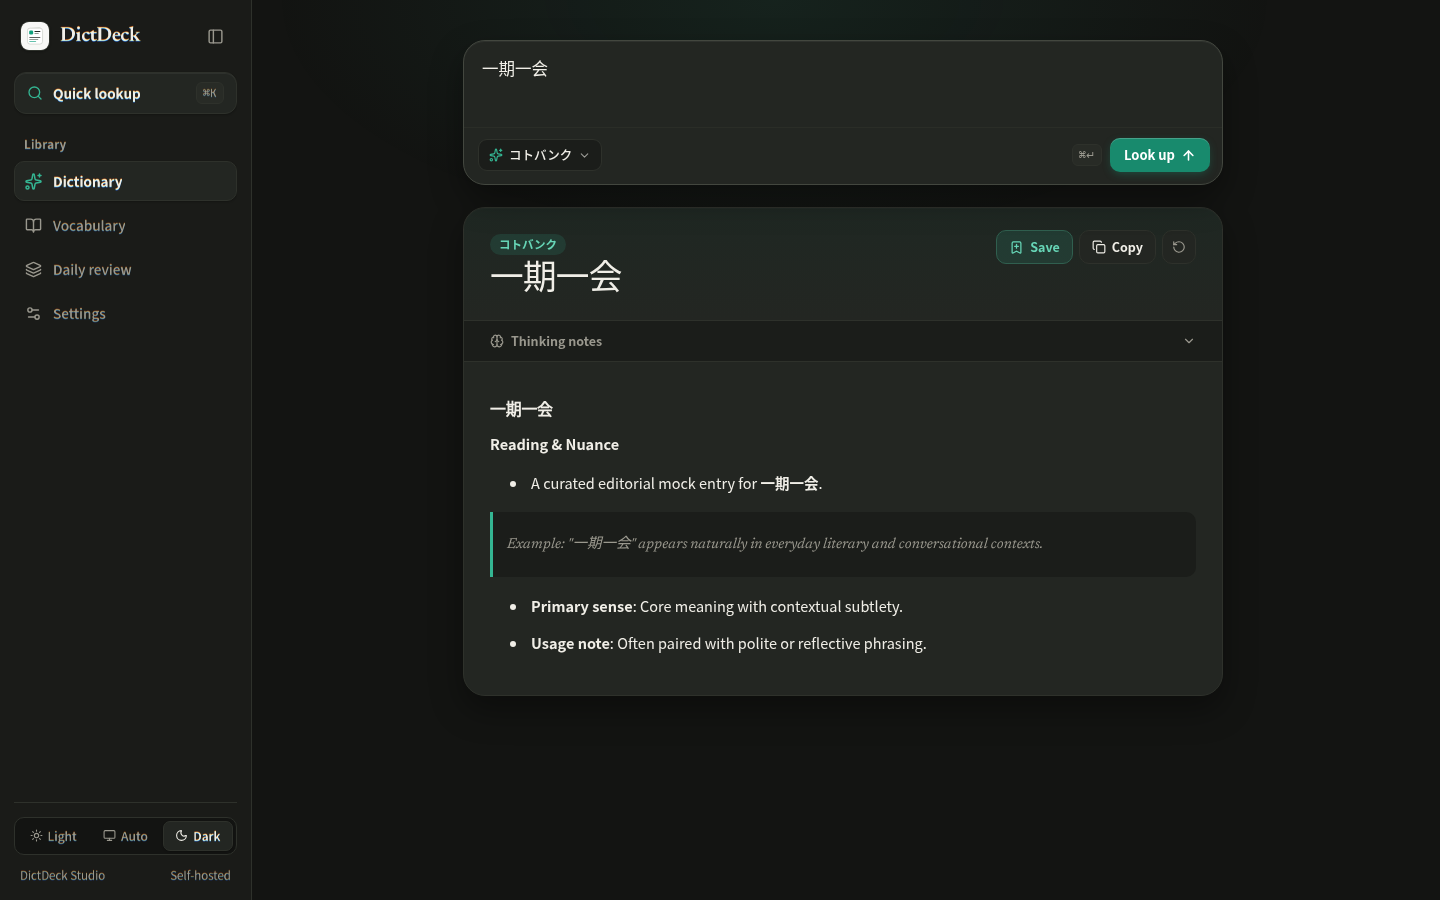 DictDeck
Quick lookup ⌘K
Library
Dictionary
Vocabulary
Daily review
Settings
Light Auto Dark
DictDeck Studio Self-hosted
一期一会
コトバンク ⌘↵ Look up
コトバンク
一期一会
Save Copy
Thinking notes
一期一会
Reading & Nuance
• A curated editorial mock entry for 一期一会.
Example: "一期一会" appears naturally in everyday literary and conversational contexts.
• Primary sense: Core meaning with contextual subtlety.
• Usage note: Often paired with polite or reflective phrasing.